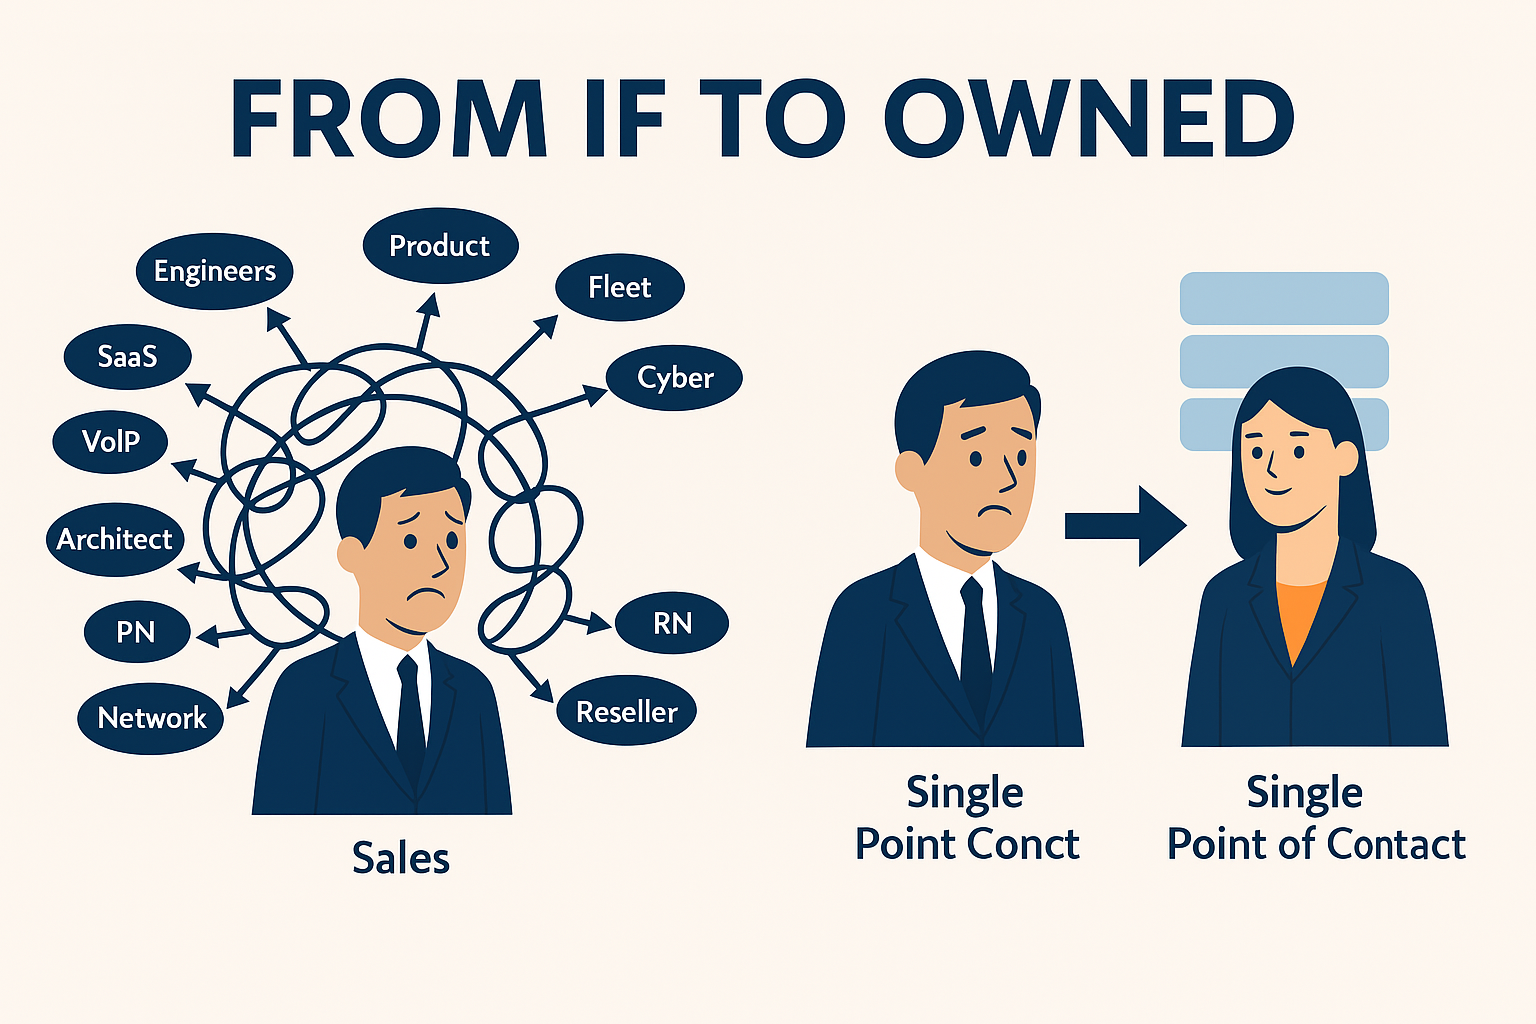 FROM IF TO OWNED
Engineers
Product
Fleet
SaaS
Cyber
VoIP
Architect
PN
RN
Network
Reseller
Sales
Single
Point Conct
Single
Point of Contact